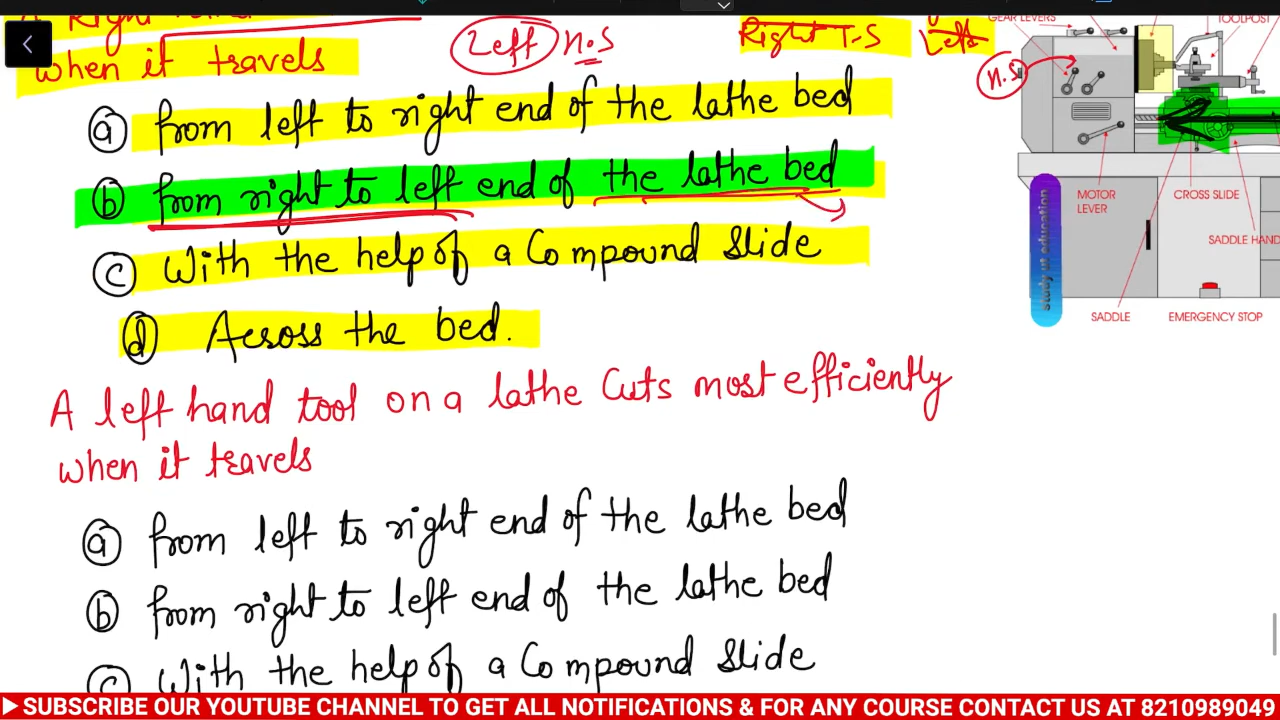 A Right
when it travels
Left n.s
Right T.S
Left
n.s
GEAR LEVERS
TOOLPOST
(a) from left to right end of the lathe bed
(b) from right to left end of the lathe bed
(c) With the help of a Compound Slide
(d) Across the bed.
MOTOR
LEVER
CROSS SLIDE
SADDLE HAND
SADDLE
EMERGENCY STOP
study ut education
A left hand tool on a lathe Cuts most efficiently
when it travels
(a) from left to right end of the lathe bed
(b) from right to left end of the lathe bed
(c) With the help of a Compound Slide
▶ SUBSCRIBE OUR YOUTUBE CHANNEL TO GET ALL NOTIFICATIONS & FOR ANY COURSE CONTACT US AT 8210989049